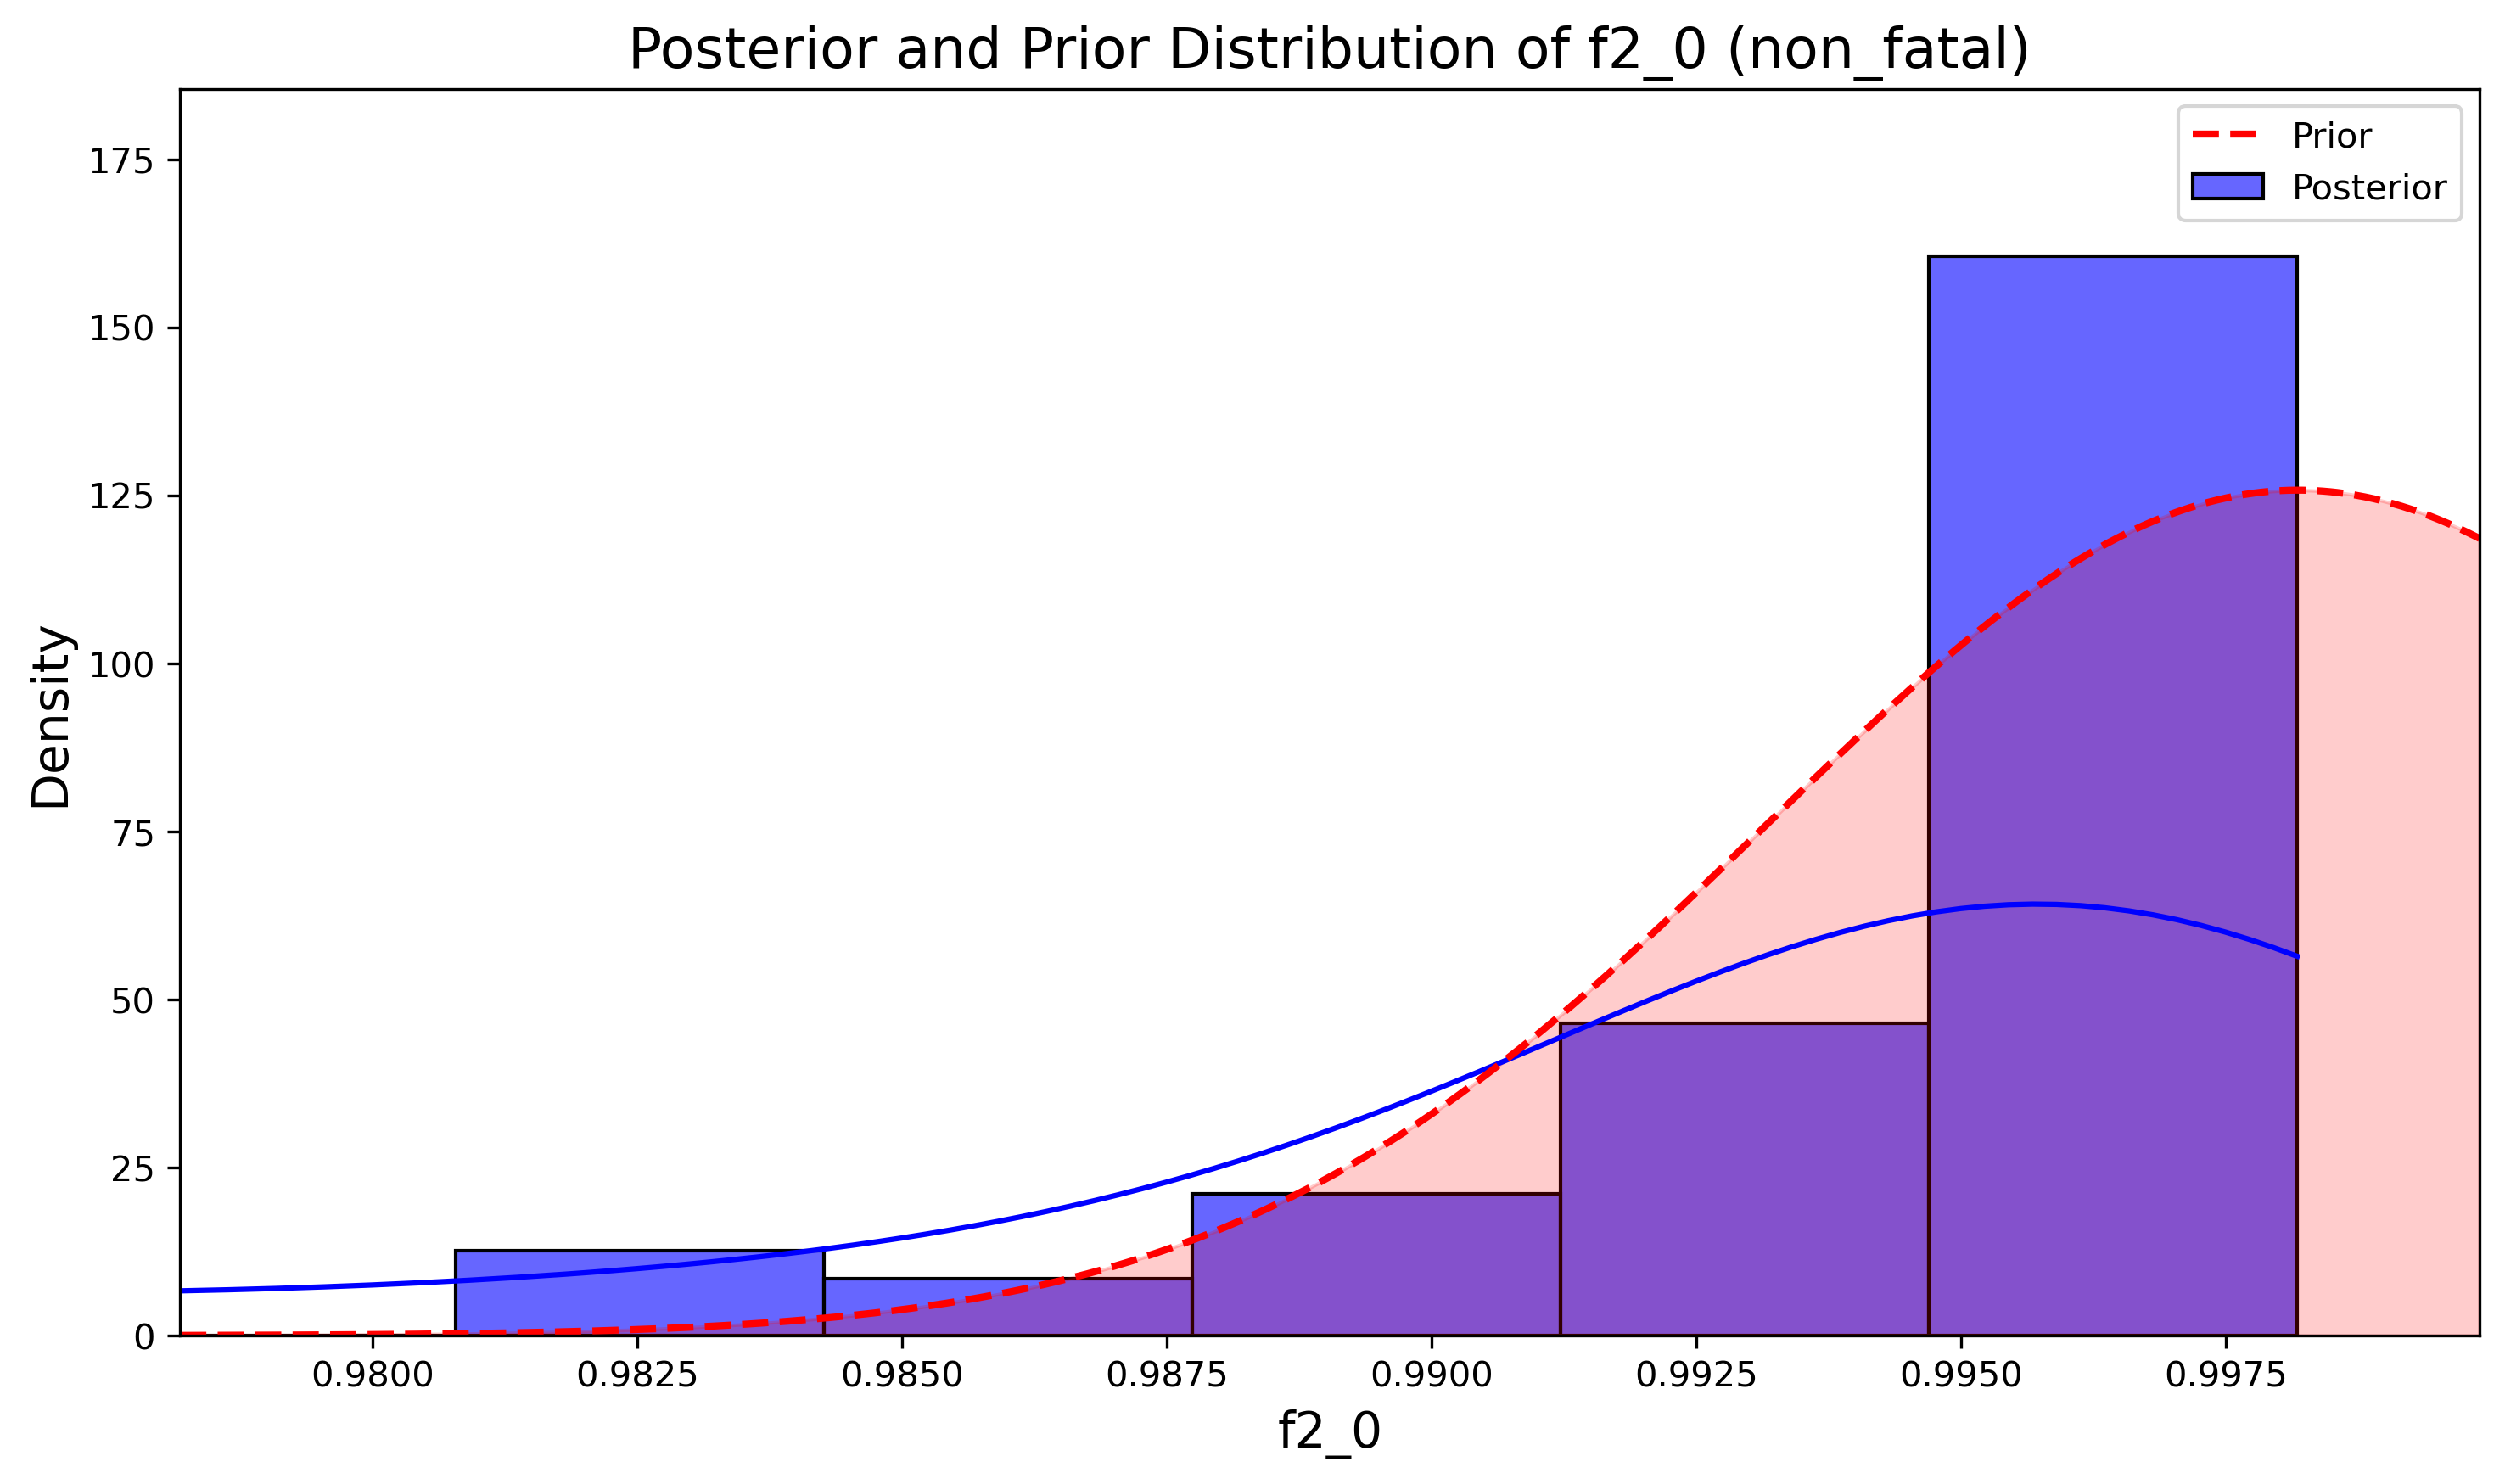 Posterior and Prior Distribution of f2_0 (non_fatal)
Prior
Posterior
Density
175
150
125
100
75
50
25
0
0.9800 0.9825 0.9850 0.9875 0.9900 0.9925 0.9950 0.9975
f2_0